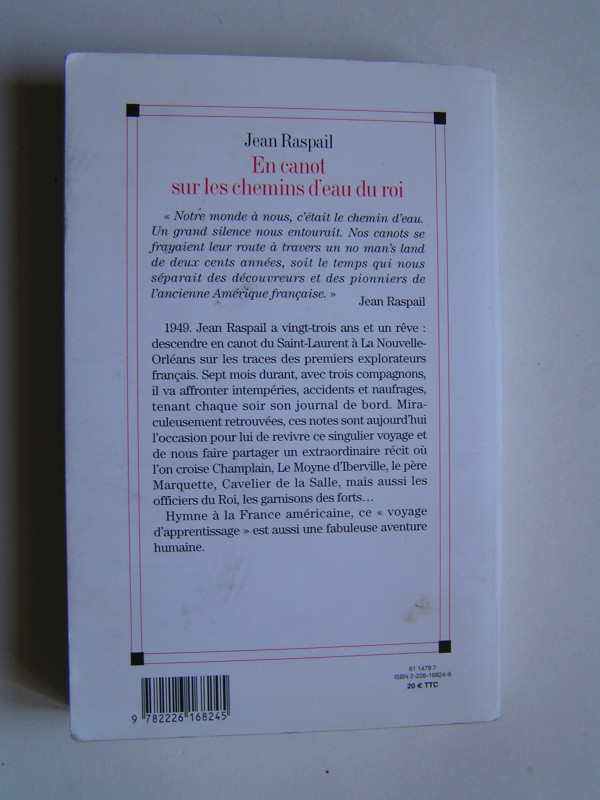 Jean Raspail
En canot
sur les chemins d'eau du roi
« Notre monde à nous, c'était le chemin d'eau.
Un grand silence nous entourait. Nos canots se
frayaient leur route à travers un no man's land
de deux cents années, soit le temps qui nous
séparait des découvreurs et des pionniers de
l'ancienne Amérique française. »
Jean Raspail
1949. Jean Raspail a vingt-trois ans et un rêve :
descendre en canot du Saint-Laurent à La Nouvelle-
Orléans sur les traces des premiers explorateurs
français. Sept mois durant, avec trois compagnons,
il va affronter intempéries, accidents et naufrages,
tenant chaque soir son journal de bord. Mira-
culeusement retrouvées, ces notes sont aujourd'hui
l'occasion pour lui de revivre ce singulier voyage et
de nous faire partager un extraordinaire récit où
l'on croise Champlain, Le Moyne d'Iberville, le père
Marquette, Cavelier de la Salle, mais aussi les
officiers du Roi, les garnisons des forts…
Hymne à la France américaine, ce « voyage
d'apprentissage » est aussi une fabuleuse aventure
humaine.
61 1479 7
ISBN 2-226-16824-9
20 € TTC
9 782226 168245